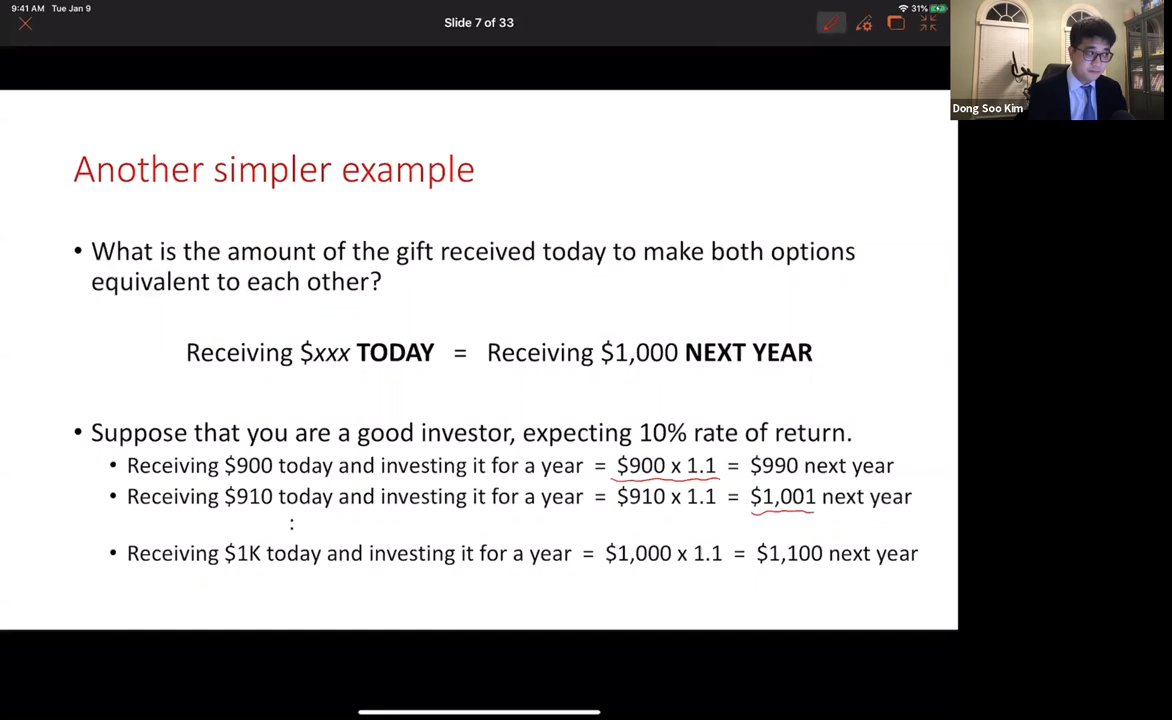 9:41 AM Tue Jan 9
Slide 7 of 33
31%
Dong Soo Kim
Another simpler example
• What is the amount of the gift received today to make both options
equivalent to each other?
Receiving $xxx TODAY = Receiving $1,000 NEXT YEAR
• Suppose that you are a good investor, expecting 10% rate of return.
• Receiving $900 today and investing it for a year = $900 x 1.1 = $990 next year
• Receiving $910 today and investing it for a year = $910 x 1.1 = $1,001 next year
:
• Receiving $1K today and investing it for a year = $1,000 x 1.1 = $1,100 next year